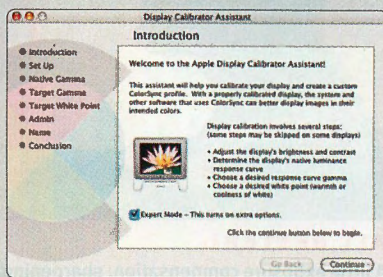 Display Calibrator Assistant
Introduction
Introduction
Set Up
Native Gamma
Target Gamma
Target White Point
Admin
Name
Conclusion
Welcome to the Apple Display Calibrator Assistant!
This assistant will help you calibrate your display and create a custom
ColorSync profile. With a properly calibrated display, the system and
other software that uses ColorSync can better display images in their
intended colors.
Display calibration involves several steps:
(some steps may be skipped on some displays)
• Adjust the display's brightness and contrast
• Determine the display's native luminance
response curve
• Choose a desired response curve gamma
• Choose a desired white point (warmth or
coolness of white)
Expert Mode – This turns on extra options.
Click the continue button below to begin.
Go Back
Continue